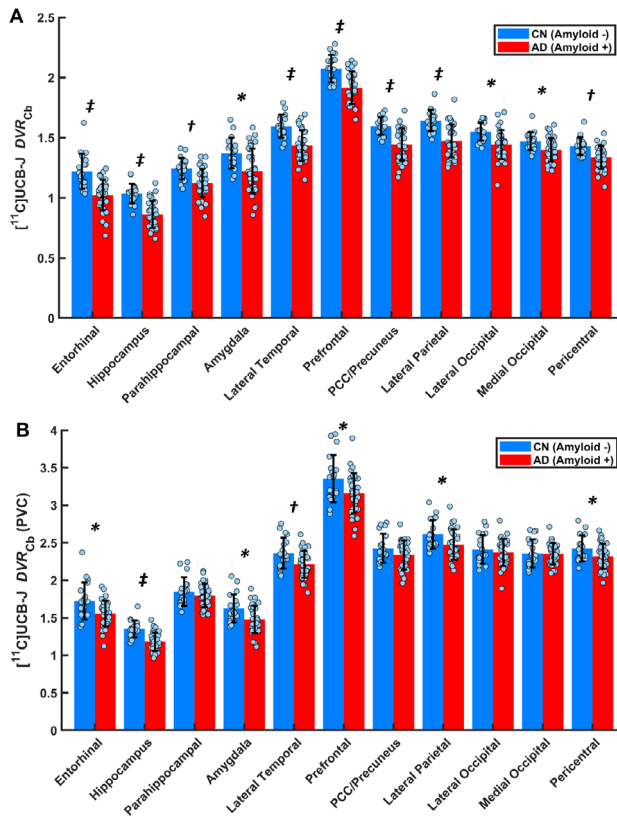 A
[11C]UCB-J DVRCb
2.5
2
1.5
1
0.5
0
CN (Amyloid -)
AD (Amyloid +)
‡ ‡ † * ‡ ‡ ‡ ‡ * * †
Entorhinal
Hippocampus
Parahippocampal
Amygdala
Lateral Temporal
Prefrontal
PCC/Precuneus
Lateral Parietal
Lateral Occipital
Medial Occipital
Pericentral
B
[11C]UCB-J DVRCb (PVC)
4
3.5
3
2.5
2
1.5
1
0.5
0
CN (Amyloid -)
AD (Amyloid +)
* ‡ * † * * *
Entorhinal
Hippocampus
Parahippocampal
Amygdala
Lateral Temporal
Prefrontal
PCC/Precuneus
Lateral Parietal
Lateral Occipital
Medial Occipital
Pericentral